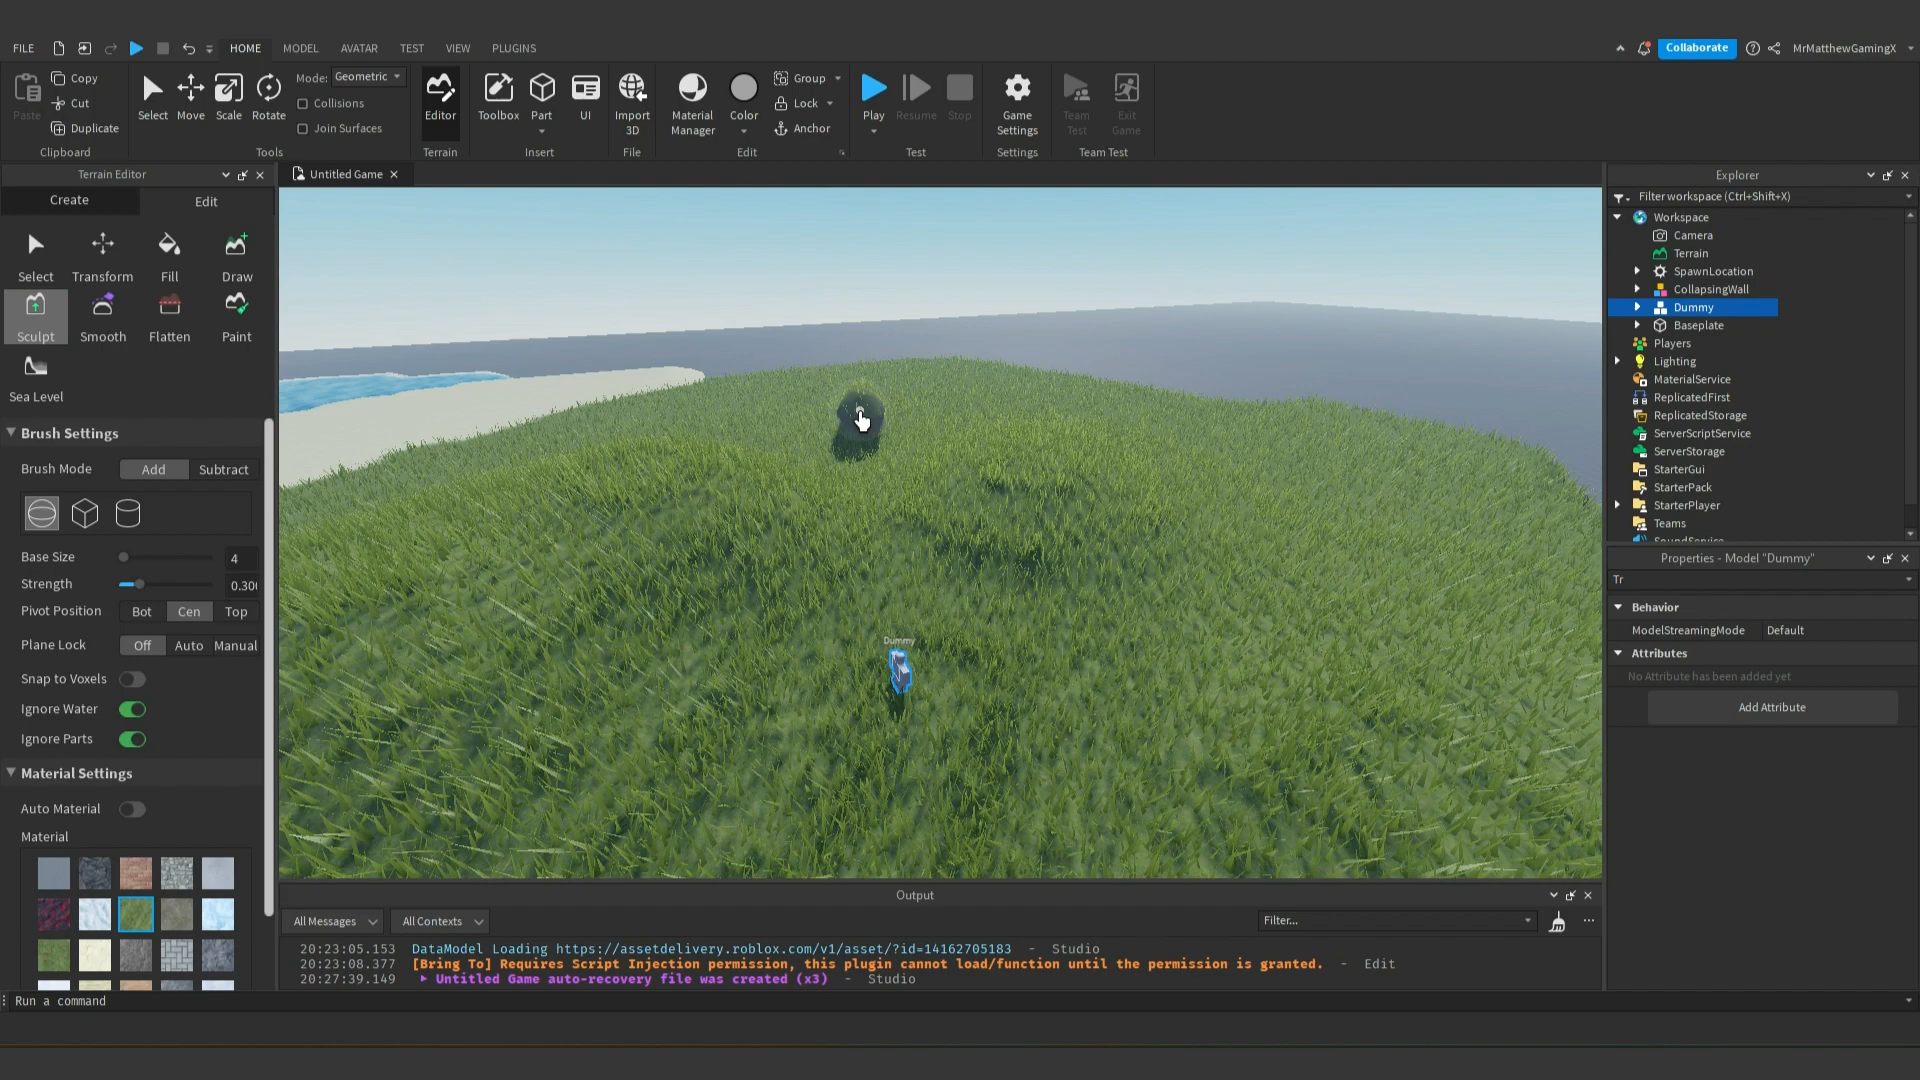 FILE HOME MODEL AVATAR TEST VIEW PLUGINS Collaborate MrMatthewGamingX
Paste Copy Cut Duplicate Clipboard
Select Move Scale Rotate Mode: Geometric Collisions Join Surfaces Tools
Editor Terrain
Toolbox Part UI Insert
Import 3D File
Material Manager Color Group Lock Anchor Edit
Play Resume Stop Test
Game Settings Settings
Team Test Exit Game Team Test
Terrain Editor
Create Edit
Select Transform Fill Draw
Sculpt Smooth Flatten Paint
Sea Level
Brush Settings
Brush Mode Add Subtract
Base Size 4
Strength 0.300
Pivot Position Bot Cen Top
Plane Lock Off Auto Manual
Snap to Voxels
Ignore Water
Ignore Parts
Material Settings
Auto Material
Material
Untitled Game
Dummy
Output
All Messages All Contexts Filter...
20:23:05.153 DataModel Loading https://assetdelivery.roblox.com/v1/asset/?id=14162705183 - Studio
20:23:08.377 [Bring To] Requires Script Injection permission, this plugin cannot load/function until the permission is granted. - Edit
20:27:39.149 Untitled Game auto-recovery file was created (x3) - Studio
Run a command
Explorer
Filter workspace (Ctrl+Shift+X)
Workspace
Camera
Terrain
SpawnLocation
CollapsingWall
Dummy
Baseplate
Players
Lighting
MaterialService
ReplicatedFirst
ReplicatedStorage
ServerScriptService
ServerStorage
StarterGui
StarterPack
StarterPlayer
Teams
SoundService
Properties - Model "Dummy"
Tr
Behavior
ModelStreamingMode Default
Attributes
No Attribute has been added yet
Add Attribute